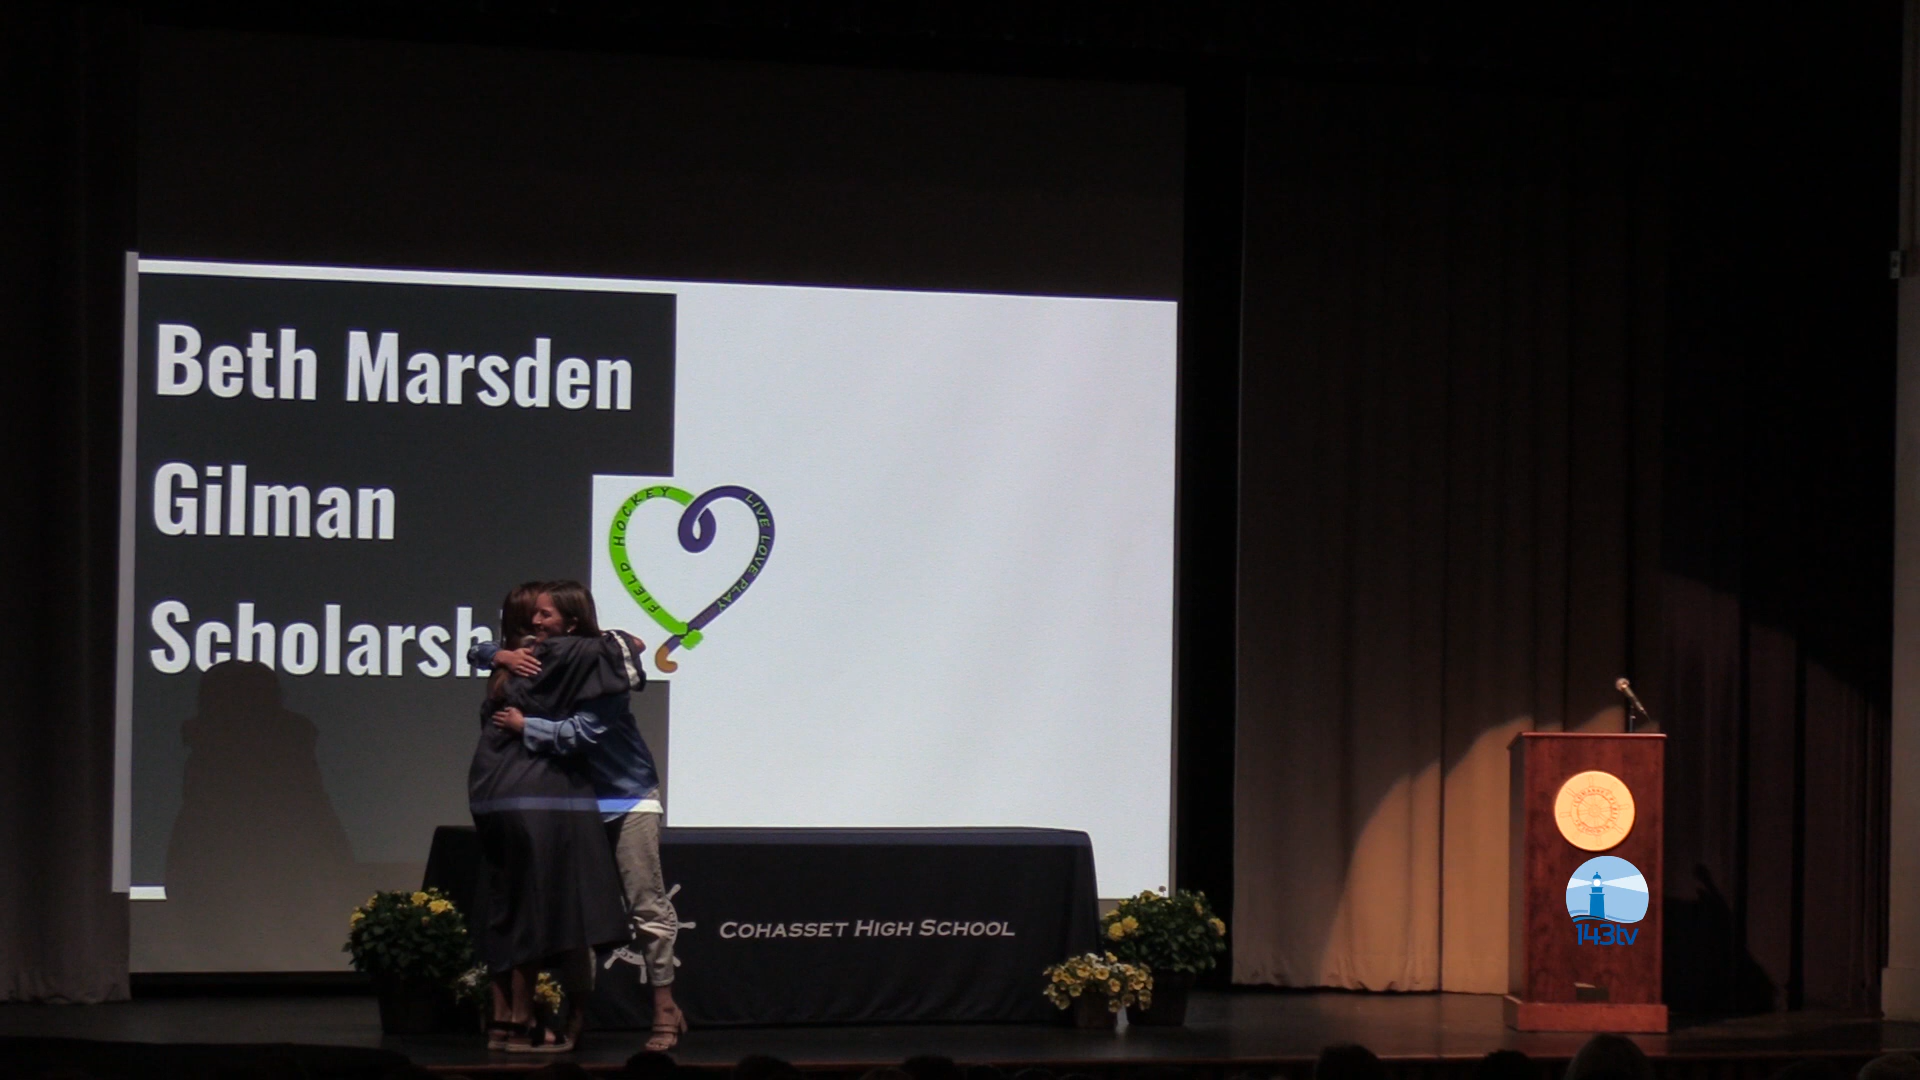 Beth Marsden
Gilman
Scholarsh
FIELD HOCKEY
LIVE LOVE PLAY
COHASSET HIGH SCHOOL
143tv